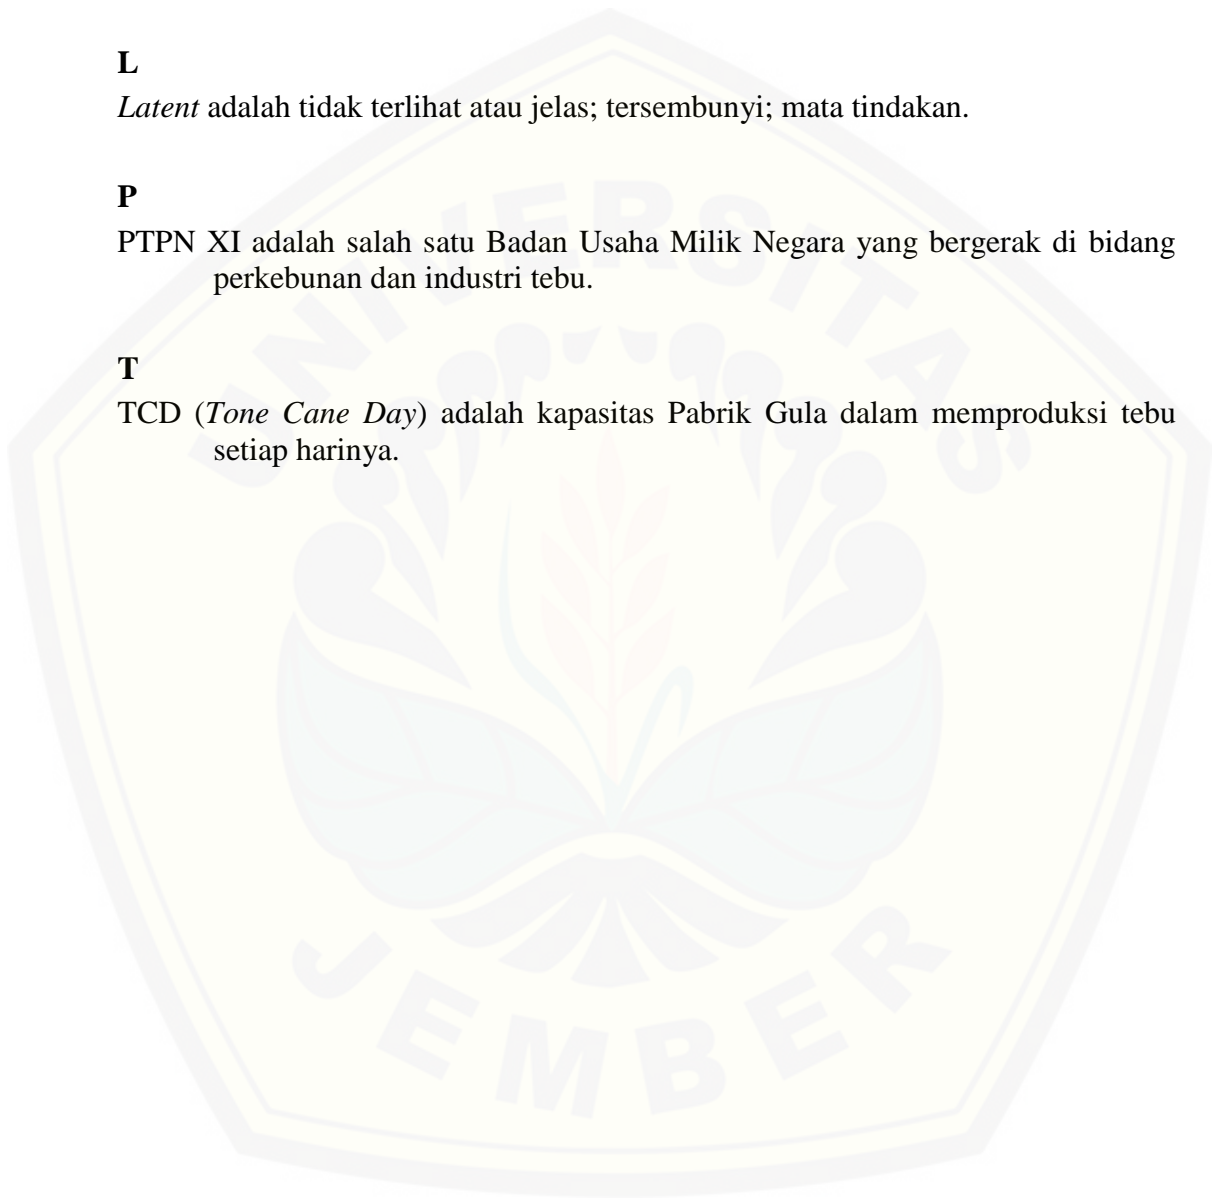 L
Latent adalah tidak terlihat atau jelas; tersembunyi; mata tindakan.
P
PTPN XI adalah salah satu Badan Usaha Milik Negara yang bergerak di bidang
perkebunan dan industri tebu.
T
TCD (Tone Cane Day) adalah kapasitas Pabrik Gula dalam memproduksi tebu
setiap harinya.
UNIVERSITAS
JEMBER